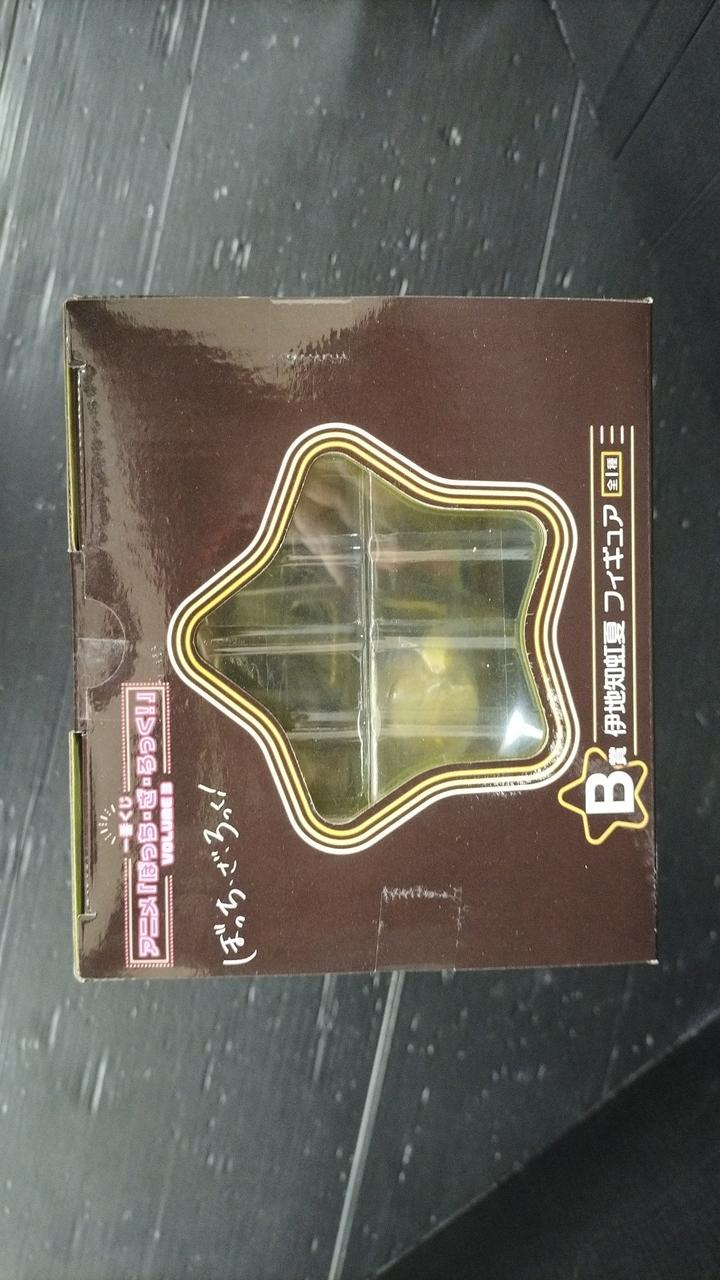 一番くじ
アニメ「ぼっち・ざ・ろっく！」
VOLUME 3
ぼっち・ざ・ろっく！
B賞 伊地知虹夏 フィギュア 全1種